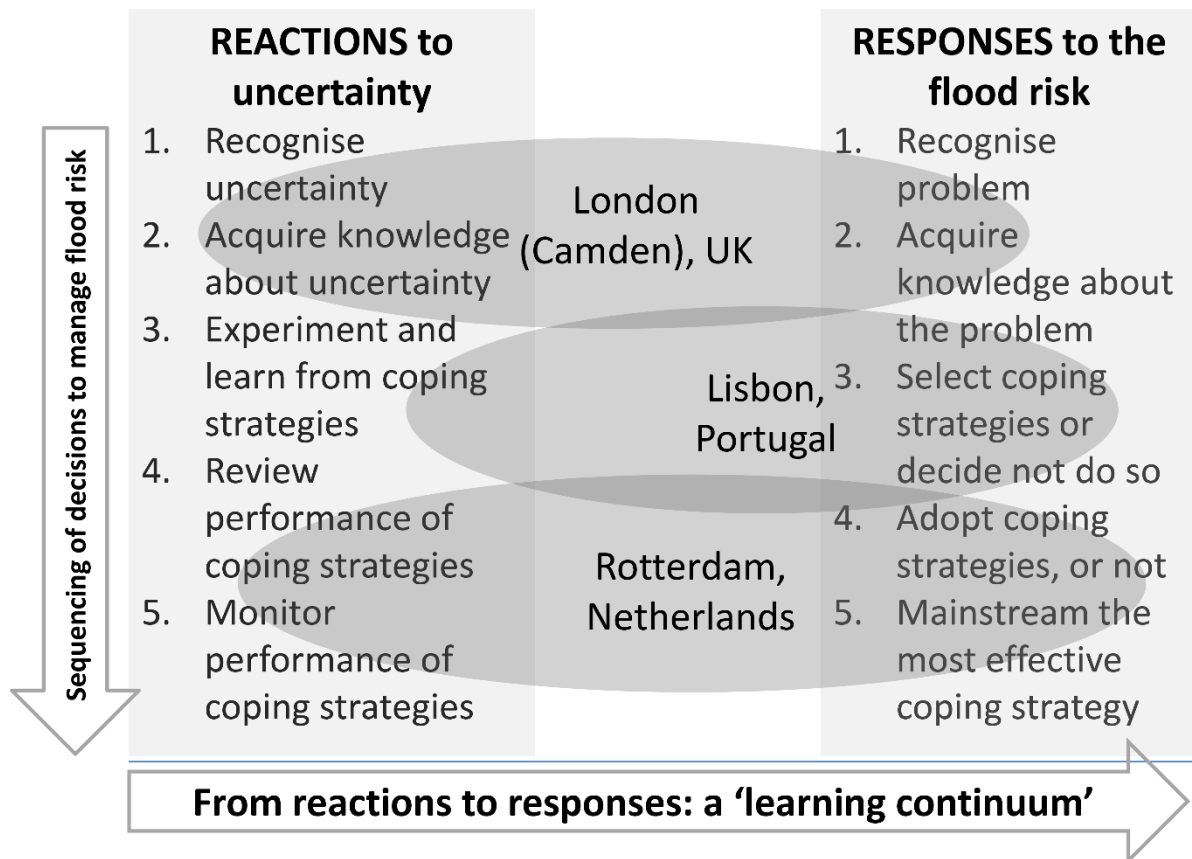 REACTIONS to
uncertainty
1. Recognise
uncertainty
2. Acquire knowledge
about uncertainty
3. Experiment and
learn from coping
strategies
4. Review
performance of
coping strategies
5. Monitor
performance of
coping strategies
London
(Camden), UK
Lisbon,
Portugal
Rotterdam,
Netherlands
RESPONSES to the
flood risk
1. Recognise
problem
2. Acquire
knowledge about
the problem
3. Select coping
strategies or
decide not do so
4. Adopt coping
strategies, or not
5. Mainstream the
most effective
coping strategy
Sequencing of decisions to manage flood risk
From reactions to responses: a ‘learning continuum’